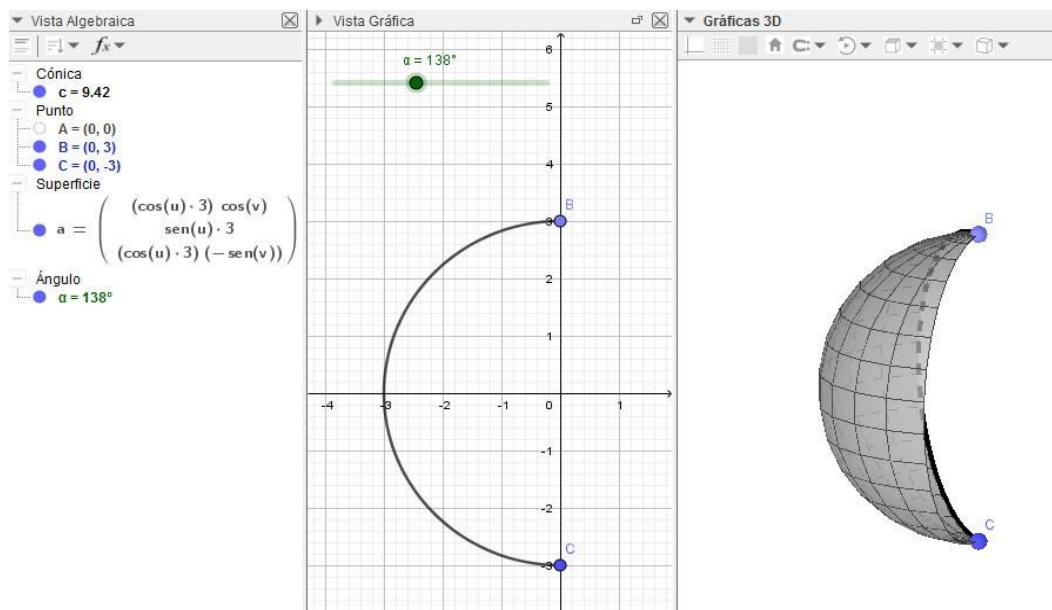 Vista Algebraica
fx
Cónica
c = 9.42
Punto
A = (0, 0)
B = (0, 3)
C = (0, -3)
Superficie
a = ( (cos(u) · 3) cos(v)
sen(u) · 3
(cos(u) · 3) (− sen(v)) )
Ángulo
α = 138°
Vista Gráfica
α = 138°
6
5
4
3
2
1
0
-1
-2
-3
-4
-3
-2
-1
0
1
B
C
Gráficas 3D
B
C